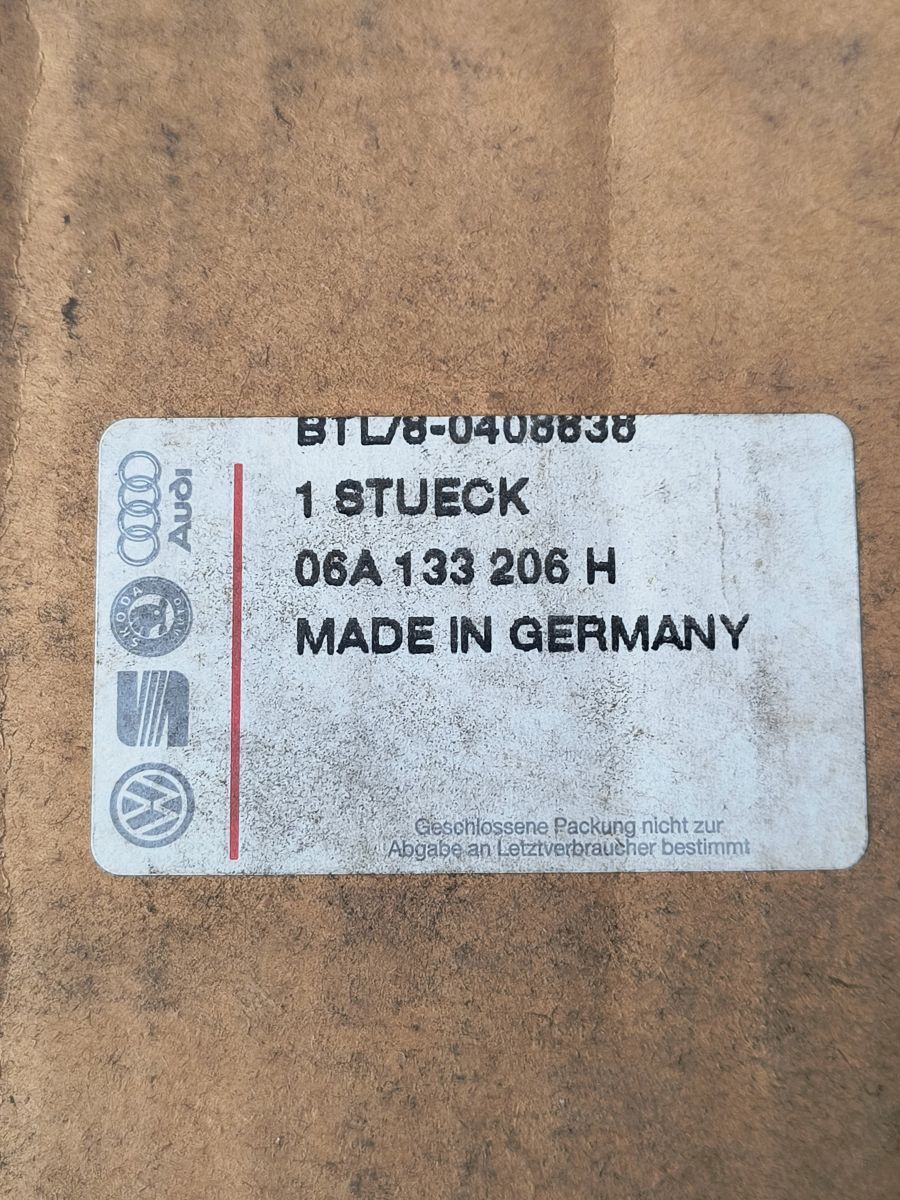 BTL/8-0408838
1 STUECK
06A 133 206 H
MADE IN GERMANY
Geschlossene Packung nicht zur
Abgabe an Letztverbraucher bestimmt
Audi
SKODA